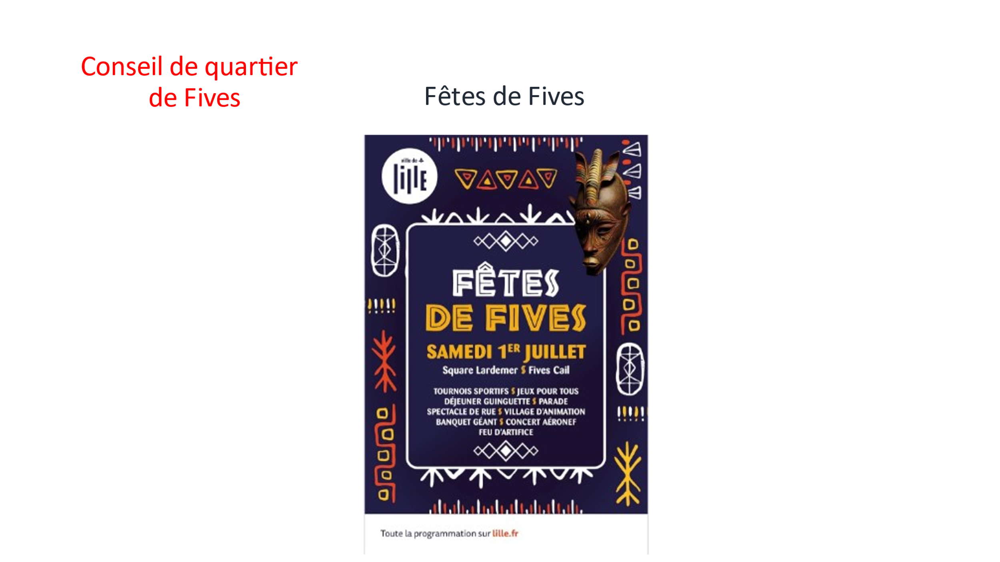 Conseil de quartier
de Fives
Fêtes de Fives
ville de
lille
FÊTES
DE FIVES
SAMEDI 1ER JUILLET
Square Lardemer § Fives Cail
TOURNOIS SPORTIFS § JEUX POUR TOUS
DÉJEUNER GUINGUETTE § PARADE
SPECTACLE DE RUE § VILLAGE D'ANIMATION
BANQUET GÉANT § CONCERT AÉRONEF
FEU D'ARTIFICE
Toute la programmation sur lille.fr